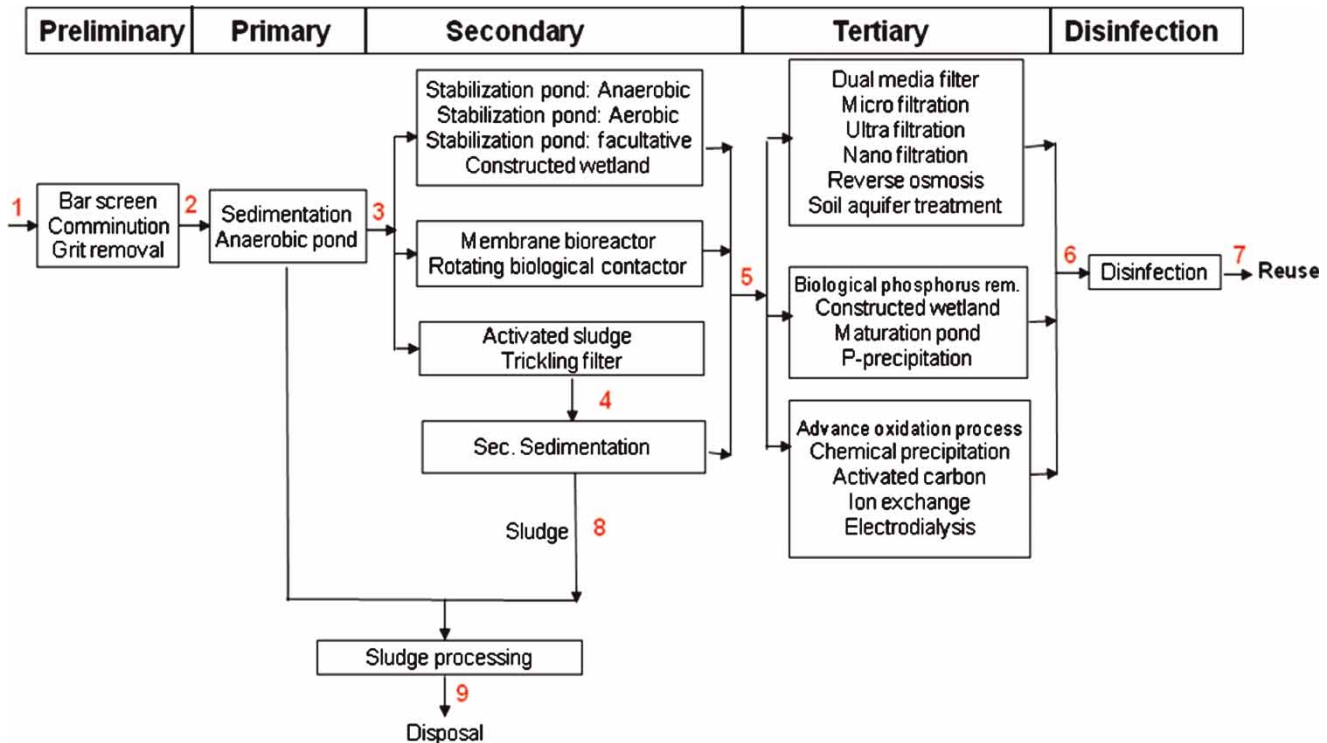 Preliminary
Primary
Secondary
Tertiary
Disinfection
1
Bar screen
Comminution
Grit removal
2
Sedimentation
Anaerobic pond
3
Stabilization pond: Anaerobic
Stabilization pond: Aerobic
Stabilization pond: facultative
Constructed wetland
Membrane bioreactor
Rotating biological contactor
Activated sludge
Trickling filter
4
Sec. Sedimentation
5
Dual media filter
Micro filtration
Ultra filtration
Nano filtration
Reverse osmosis
Soil aquifer treatment
Biological phosphorus rem.
Constructed wetland
Maturation pond
P-precipitation
Advance oxidation process
Chemical precipitation
Activated carbon
Ion exchange
Electrodialysis
6
Disinfection
7
Reuse
Sludge
8
Sludge processing
9
Disposal